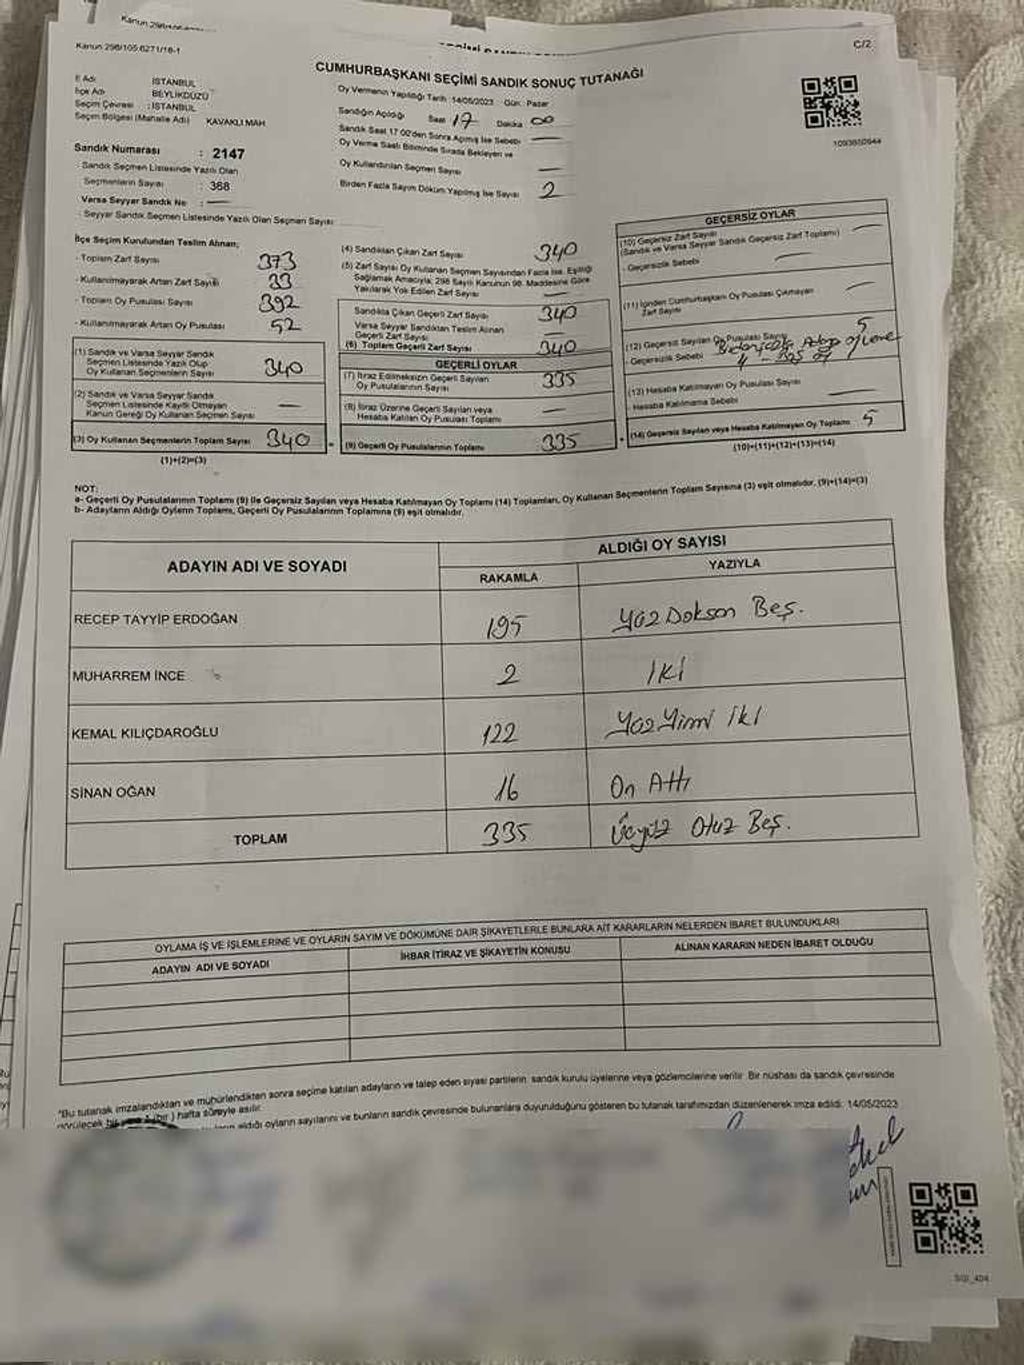 Kanun 298/105.6271/18-1
C/2
CUMHURBAŞKANI SEÇİMİ SANDIK SONUÇ TUTANAĞI
İl Adı İSTANBUL
İlçe Adı BEYLİKDÜZÜ
Seçim Çevresi : İSTANBUL
Seçim Bölgesi (Mahalle Adı) KAVAKLI MAH.
Sandık Numarası : 2147
Sandık Seçmen Listesinde Yazılı Olan
Seçmenlerin Sayısı : 368
Varsa Seyyar Sandık No : —
- Seyyar Sandık Seçmen Listesinde Yazılı Olan Seçmen Sayısı
Oy Vermenin Yapıldığı Tarih: 14/05/2023 Gün: Pazar
Sandığın Açıldığı Saat 17 Dakika 00
Sandık Saat 17:00'den Sonra Açılmış İse Sebebi —
Oy Verme Saati Bitiminde Sırada Bekleyen ve
Oy Kullandırılan Seçmen Sayısı —
Birden Fazla Sayım Döküm Yapılmış İse Sayısı 2
1093650944
İlçe Seçim Kurulundan Teslim Alınan;
- Toplam Zarf Sayısı 373
- Kullanılmayarak Artan Zarf Sayısı 33
- Toplam Oy Pusulası Sayısı 392
- Kullanılmayarak Artan Oy Pusulası 52
(1) Sandık ve Varsa Seyyar Sandık
Seçmen Listesinde Yazılı Olup
Oy Kullanan Seçmenlerin Sayısı 340
(2) Sandık ve Varsa Seyyar Sandık
Seçmen Listesinde Kayıtlı Olmayan
Kanun Gereği Oy Kullanan Seçmen Sayısı —
(3) Oy Kullanan Seçmenlerin Toplam Sayısı 340
(1)+(2)=(3)
(4) Sandıktan Çıkan Zarf Sayısı 340
(5) Zarf Sayısı Oy Kullanan Seçmen Sayısından Fazla İse, Eşitliği
Sağlamak Amacıyla; 298 Sayılı Kanunun 98. Maddesine Göre
Yakılarak Yok Edilen Zarf Sayısı —
Sandıkta Çıkan Geçerli Zarf Sayısı 340
Varsa Seyyar Sandıktan Teslim Alınan
Geçerli Zarf Sayısı —
(6) Toplam Geçerli Zarf Sayısı 340
GEÇERLİ OYLAR
(7) İtiraz Edilmeksizin Geçerli Sayılan
Oy Pusulalarının Sayısı 335
(8) İtiraz Üzerine Geçerli Sayılan veya
Hesaba Katılan Oy Pusulası Toplamı —
(9) Geçerli Oy Pusulalarının Toplamı 335
GEÇERSİZ OYLAR
(10) Geçersiz Zarf Sayısı —
(Sandık ve Varsa Seyyar Sandık Geçersiz Zarf Toplamı)
- Geçersizlik Sebebi —
(11) İçinden Cumhurbaşkanı Oy Pusulası Çıkmayan —
Zarf Sayısı
(12) Geçersiz Sayılan Oy Pusulası Sayısı 5
Geçersizlik Sebebi
(13) Hesaba Katılmayan Oy Pusulası Sayısı
Hesaba Katılmama Sebebi
(14) Geçersiz Sayılan veya Hesaba Katılmayan Oy Toplamı 5
(10)+(11)+(12)+(13)=(14)
NOT:
a- Geçerli Oy Pusulalarının Toplamı (9) ile Geçersiz Sayılan veya Hesaba Katılmayan Oy Toplamı (14) Toplamları, Oy Kullanan Seçmenlerin Toplam Sayısına (3) eşit olmalıdır. (9)+(14)=(3)
b- Adayların Aldığı Oyların Toplamı, Geçerli Oy Pusulalarının Toplamına (9) eşit olmalıdır.
ADAYIN ADI VE SOYADI
ALDIĞI OY SAYISI
RAKAMLA YAZIYLA
RECEP TAYYİP ERDOĞAN 195 Yüz Doksan Beş.
MUHARREM İNCE 2 İki
KEMAL KILIÇDAROĞLU 122 Yüz Yirmi İki
SİNAN OĞAN 16 On Altı
TOPLAM 335 Üçyüz Otuz Beş.
OYLAMA İŞ VE İŞLEMLERİNE VE OYLARIN SAYIM VE DÖKÜMÜNE DAİR ŞİKAYETLERLE BUNLARA AİT KARARLARIN NELERDEN İBARET BULUNDUKLARI
ADAYIN ADI VE SOYADI İHBAR İTİRAZ VE ŞİKAYETİN KONUSU ALINAN KARARIN NEDEN İBARET OLDUĞU
*Bu tutanak imzalandıktan ve mühürlendikten sonra seçime katılan adayların ve talep eden siyasi partilerin sandık kurulu üyelerine veya gözlemcilerine verilir. Bir nüshası da sandık çevresinde
görülecek bir yere 1 (bir) hafta süreyle asılır.
aldığı oyların sayılarını ve bunların sandık çevresinde bulunanlara duyurulduğunu gösteren bu tutanak tarafımızdan düzenlenerek imza edildi. 14/05/2023